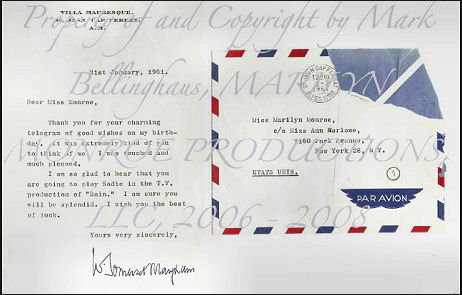 Property of and Copyright by Mark
Bellinghaus, MARILYN
MONROE PRODUCTIONS,
LLC, 2006 - 2008
VILLA MAURESQUE,
ST. JEAN CAP FERRAT,
A.M.
31st January, 1961.
Dear Miss Monroe,
Thank you for your charming
telegram of good wishes on my birth-
day. it was extremely kind of you
to think of me. I was touched and
much pleased.
I am so glad to hear that you
are going to play Sadie in the T.V.
production of "Rain." I am sure you
will be splendid. I wish you the best
of luck.
Yours very sincerely,
W. Somerset Maugham
Miss Marilyn Monroe,
c/o Miss Ann Marlowe,
Park Avenue,
New York 28, N.Y.
ETATS UNIS.
1
PAR AVION